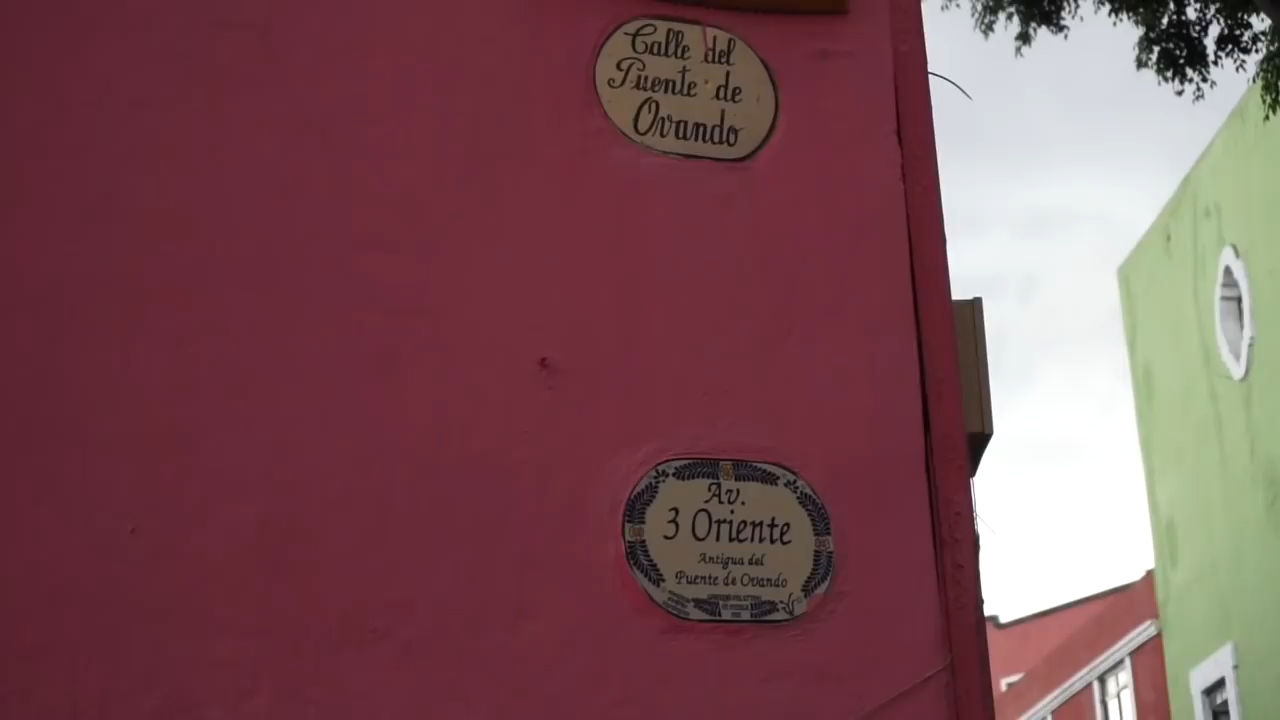 Calle del
Puente de
Ovando
Av.
3 Oriente
Antigua del
Puente de Ovando